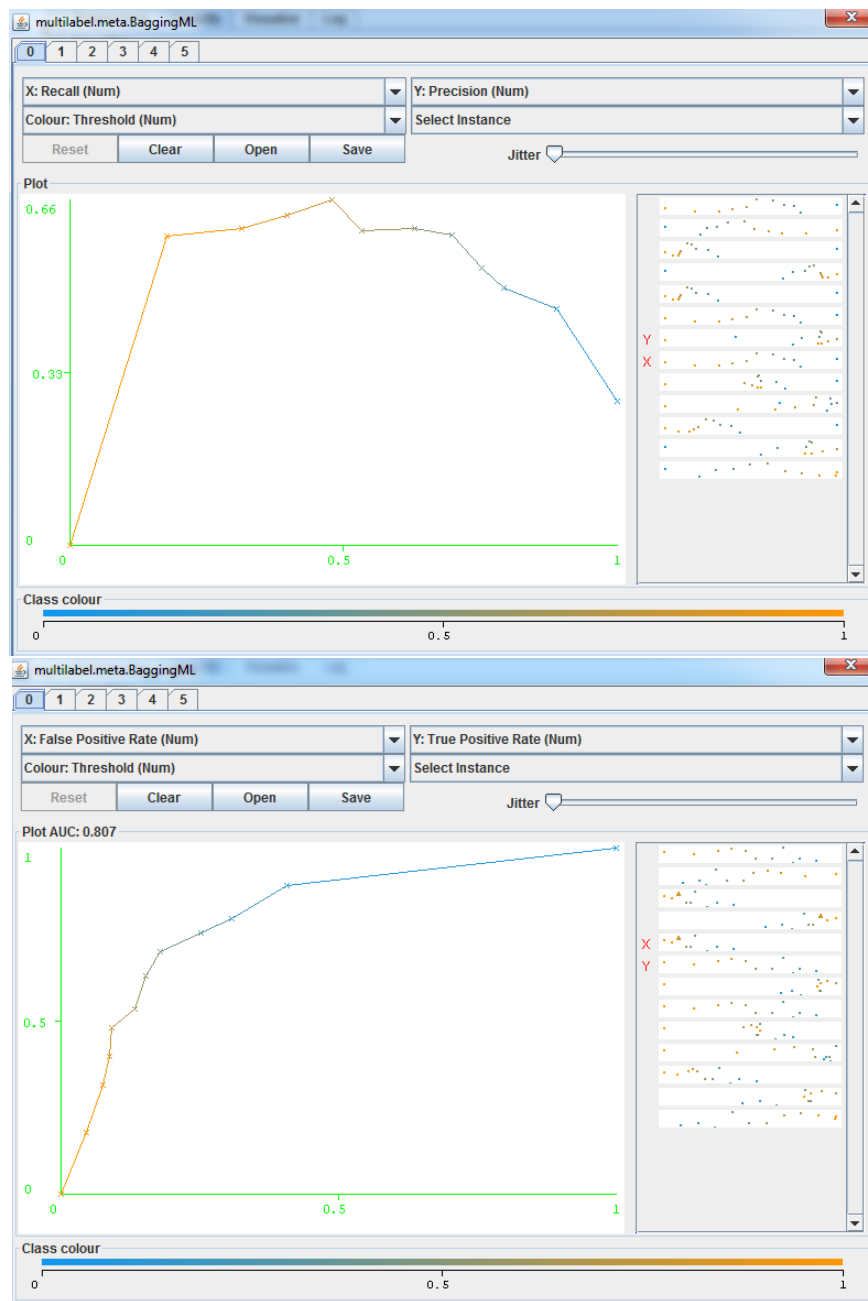 multilabel.meta.BaggingML
0 1 2 3 4 5
X: Recall (Num) Y: Precision (Num)
Colour: Threshold (Num) Select Instance
Reset Clear Open Save Jitter
Plot
0.66
0.33
0
0 0.5 1
Y
X
Class colour
0 0.5 1
multilabel.meta.BaggingML
0 1 2 3 4 5
X: False Positive Rate (Num) Y: True Positive Rate (Num)
Colour: Threshold (Num) Select Instance
Reset Clear Open Save Jitter
Plot AUC: 0.807
1
0.5
0
0 0.5 1
X
Y
Class colour
0 0.5 1